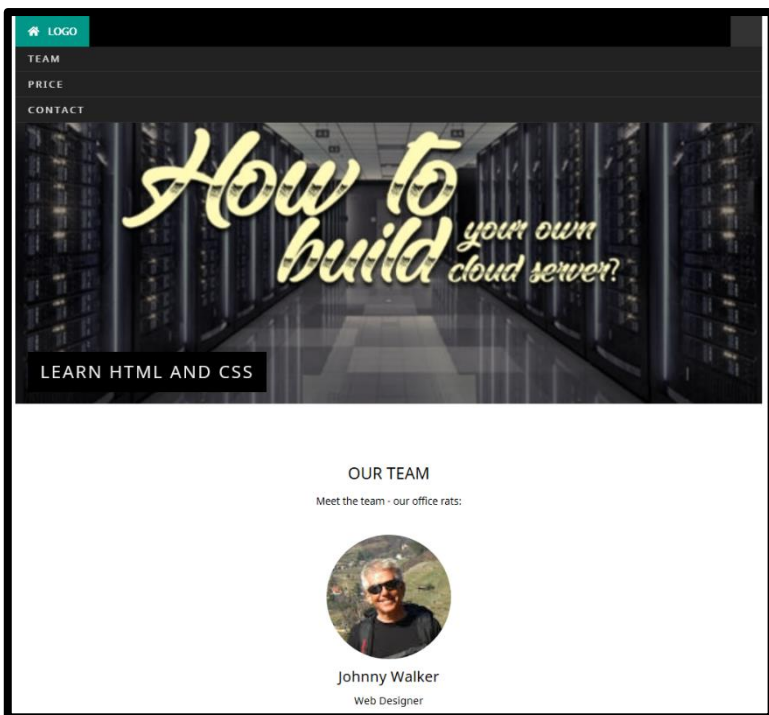 LOGO
TEAM
PRICE
CONTACT
How to
build your own
cloud server?
LEARN HTML AND CSS
OUR TEAM
Meet the team - our office rats:
Johnny Walker
Web Designer